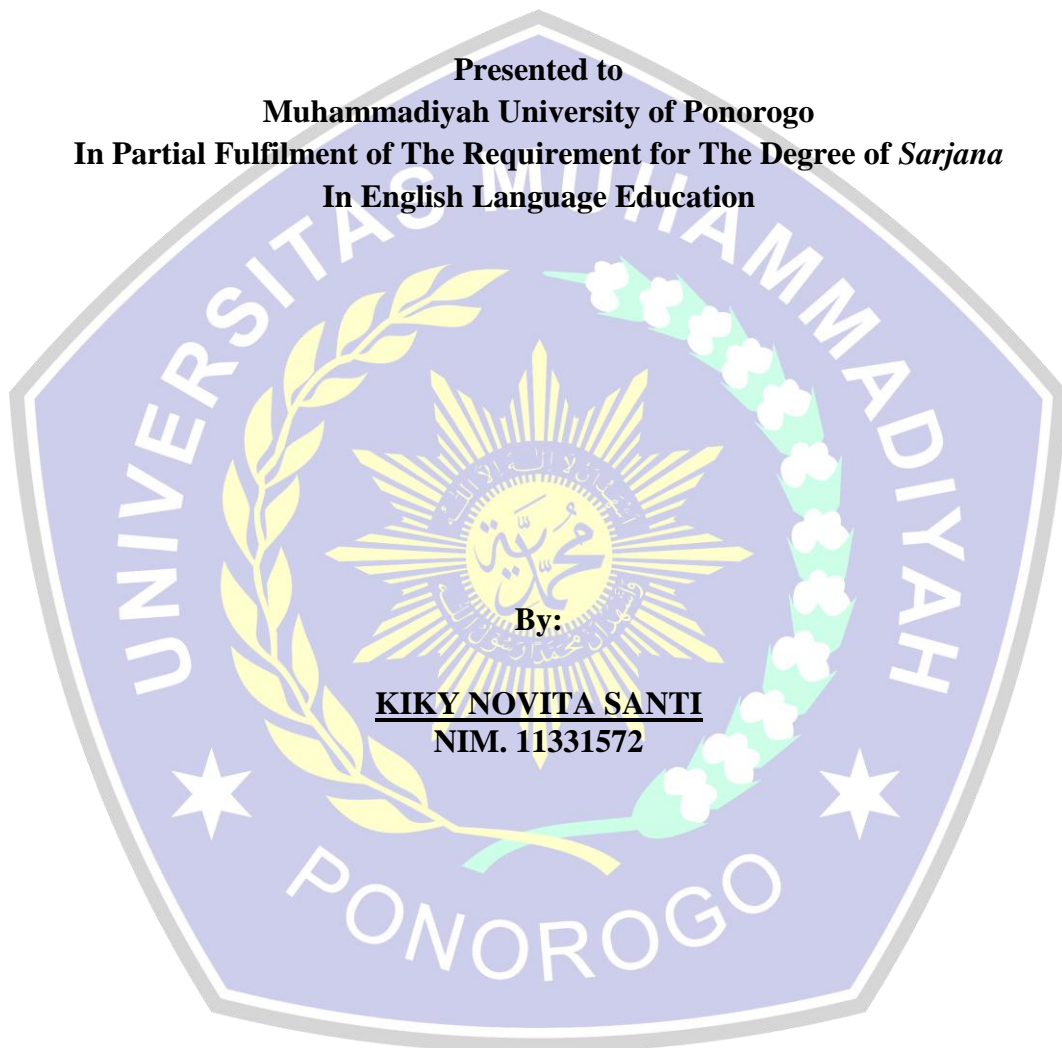 Presented to
Muhammadiyah University of Ponorogo
In Partial Fulfilment of The Requirement for The Degree of Sarjana
In English Language Education
UNIVERSITAS MUHAMMADIYAH
محمدية
By:
KIKY NOVITA SANTI
NIM. 11331572
PONOROGO